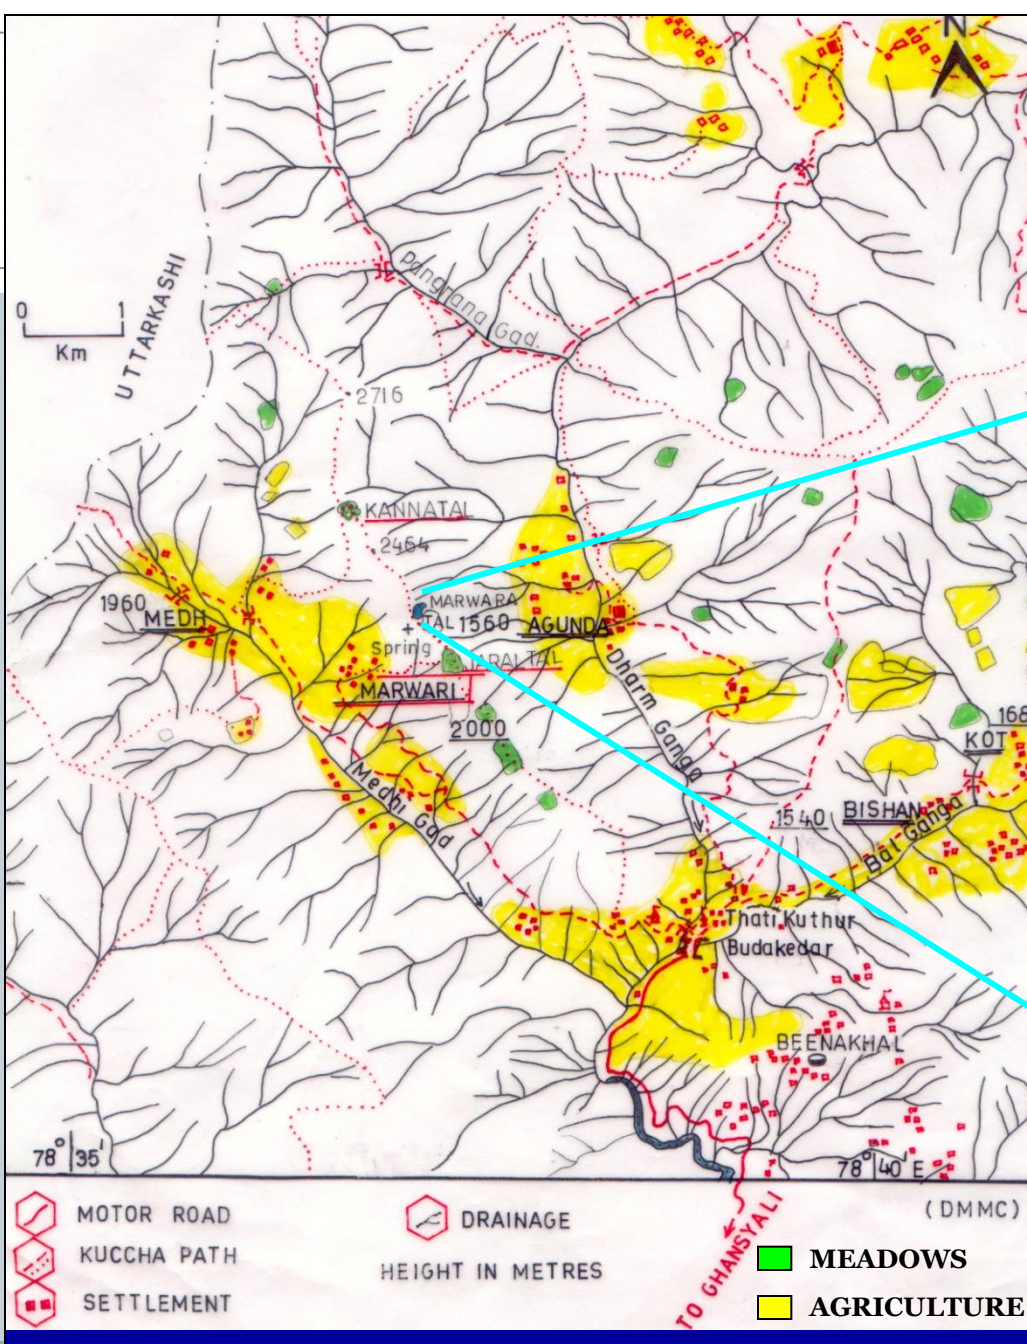 N
0 1
Km
UTTARKASHI
Pangrana Gad.
2716
KANNATAL
2464
1960
MEDH
MARWARA
TAL 1560
AGUNDA
Spring
JARALTAL
MARWARI
2000
Dharm Ganga
168
KOT
Medhi Gad
1540
BISHAN
Bal Ganga
Thati Kuthur
Budakedar
BEENAKHAL
78° 35'
78° 40' E
MOTOR ROAD
KUCCHA PATH
SETTLEMENT
DRAINAGE
HEIGHT IN METRES
TO GHANSYALI
(DMMC)
MEADOWS
AGRICULTURE